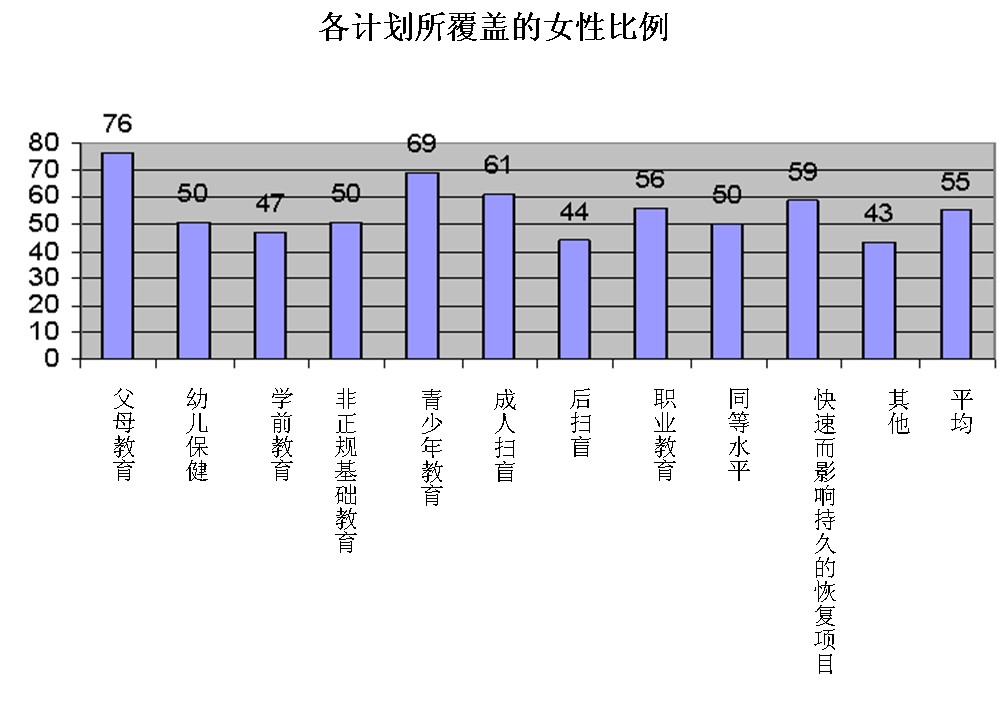 各计划所覆盖的女性比例
76
50
47
50
69
61
44
56
50
59
43
55
80
70
60
50
40
30
20
10
0
父母教育
幼儿保健
学前教育
非正规基础教育
青少年教育
成人扫盲
后扫盲
职业教育
同等水平
快速而影响持久的恢复项目
其他
平均